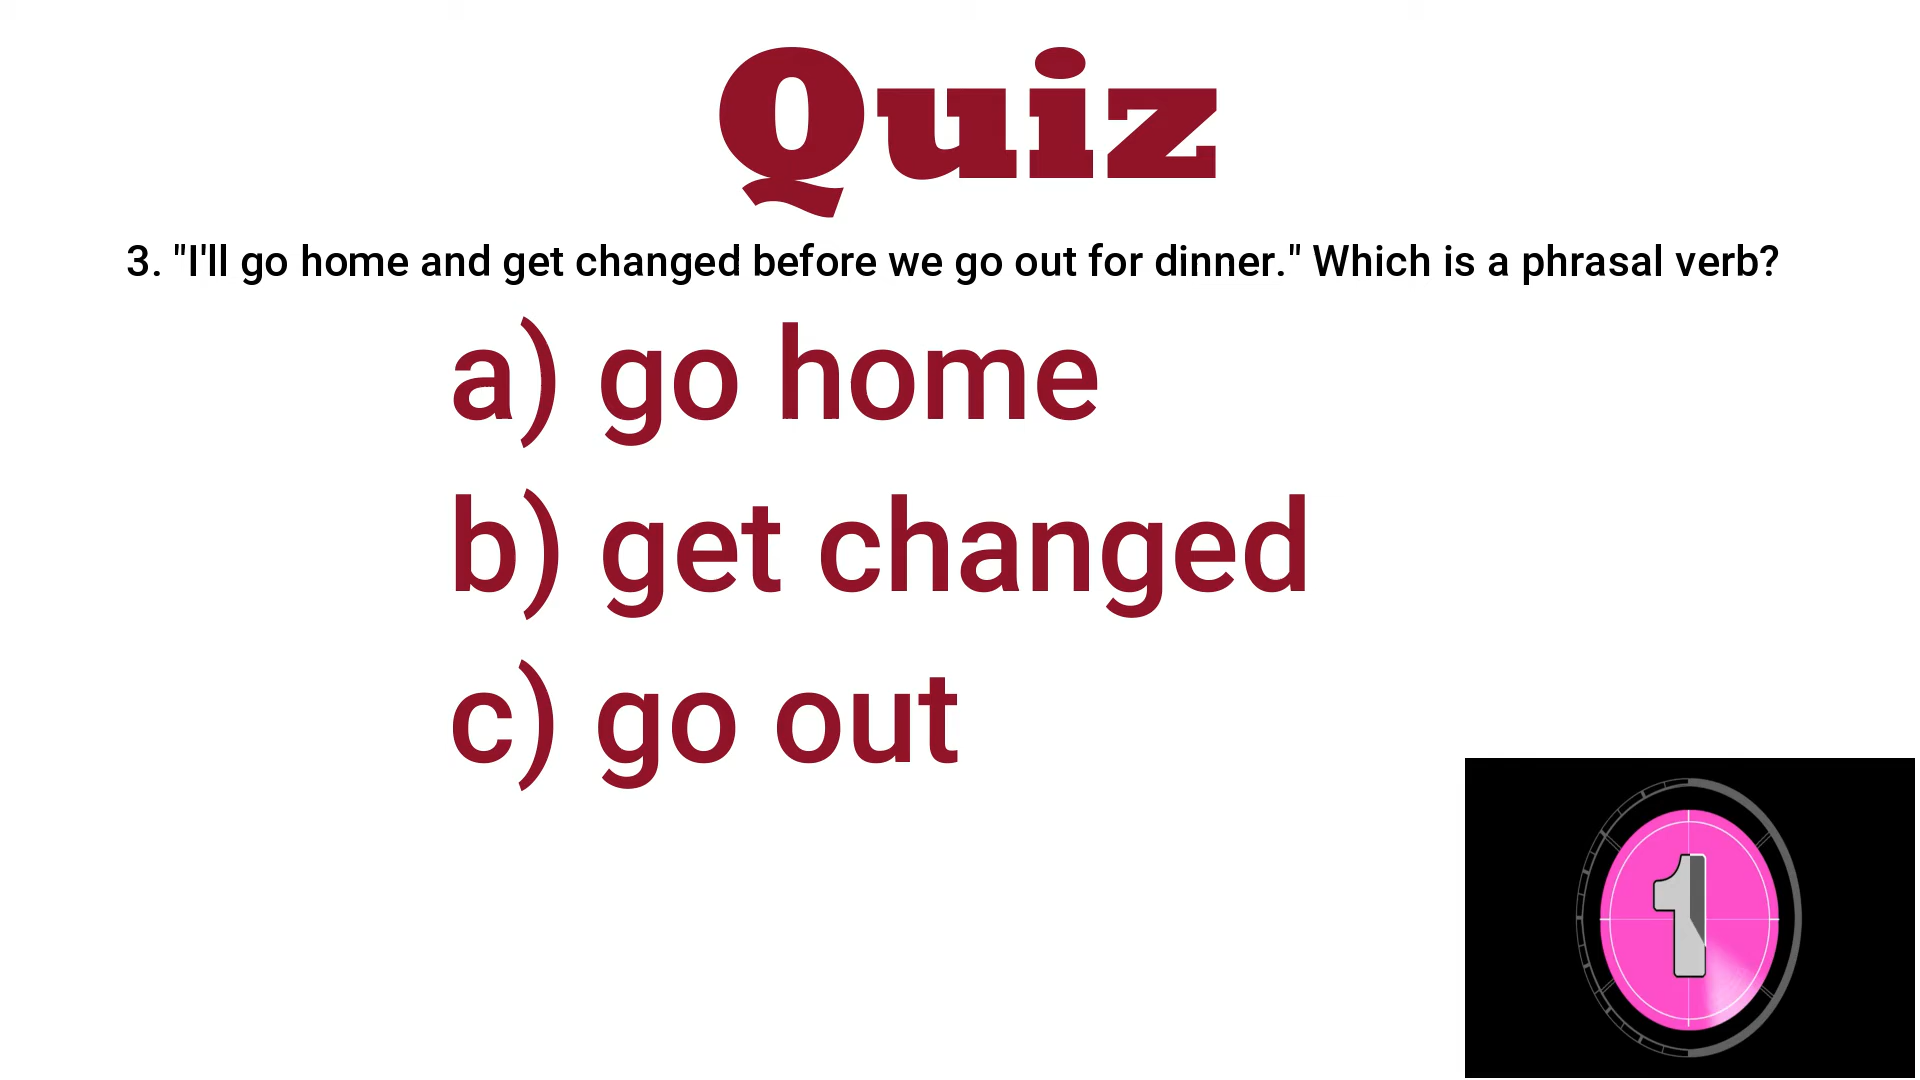 Quiz
3. "I'll go home and get changed before we go out for dinner." Which is a phrasal verb?
a) go home
b) get changed
c) go out
1